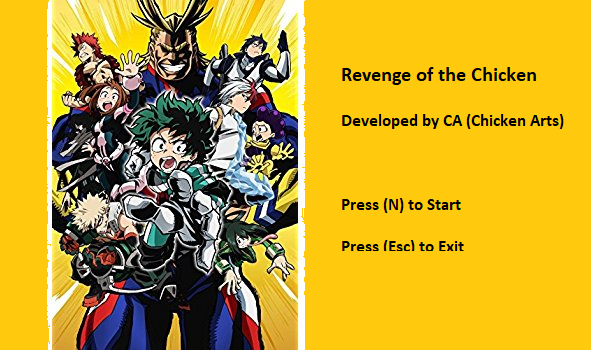 Revenge of the Chicken
Developed by CA (Chicken Arts)
Press (N) to Start
Press (Esc) to Exit